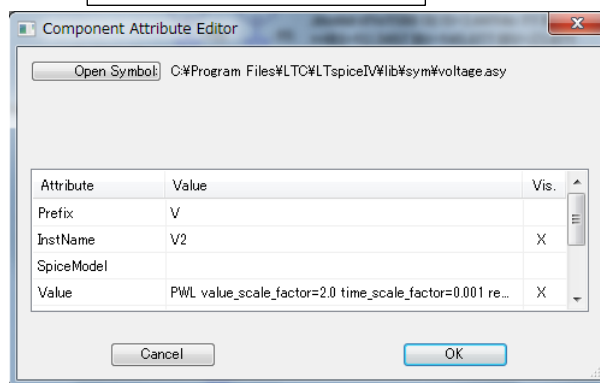 Component Attribute Editor
Open Symbol: C:¥Program Files¥LTC¥LTspiceIV¥lib¥sym¥voltage.asy
Attribute Value Vis.
Prefix V
InstName V2 X
SpiceModel
Value PWL value_scale_factor=2.0 time_scale_factor=0.001 re... X
Cancel OK